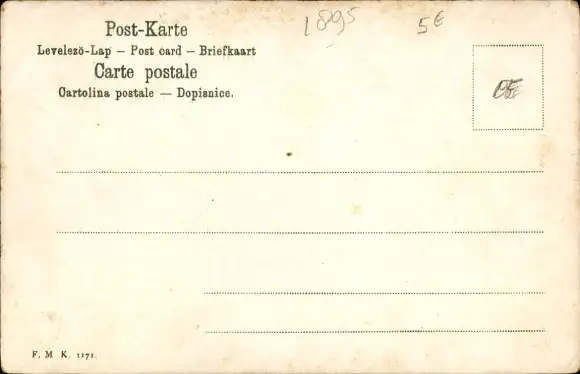 Post-Karte
Levelezö-Lap – Post card – Briefkaart
Carte postale
Cartolina postale — Dopisnice.
1895
5€
F. M K. 1171.